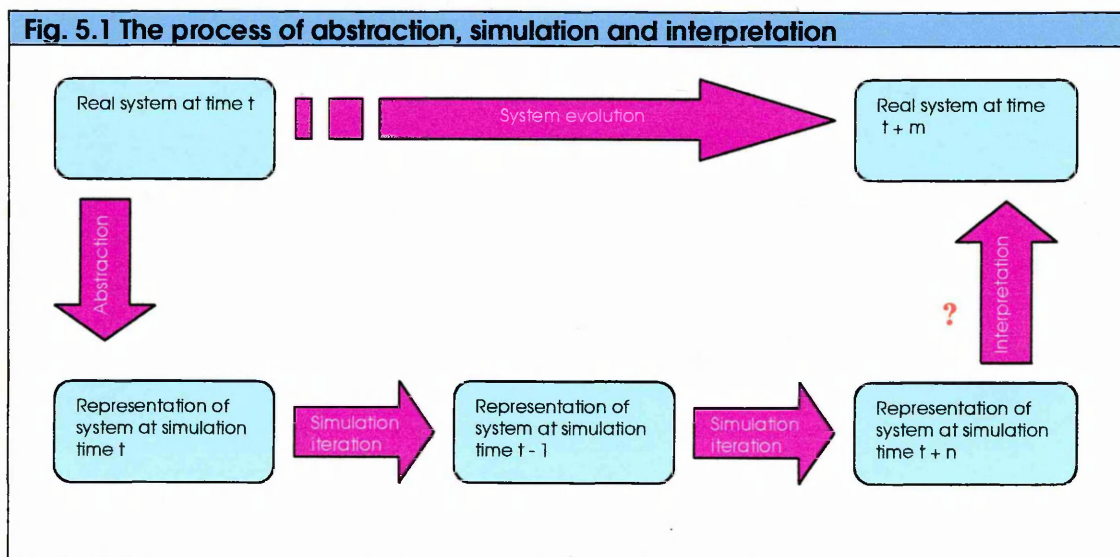 Fig. 5.1 The process of abstraction, simulation and interpretation
Real system at time t
System evolution
Real system at time
t + m
Abstraction
Interpretation
?
Representation of
system at simulation
time t
Simulation
iteration
Representation of
system at simulation
time t - 1
Simulation
iteration
Representation of
system at simulation
time t + n